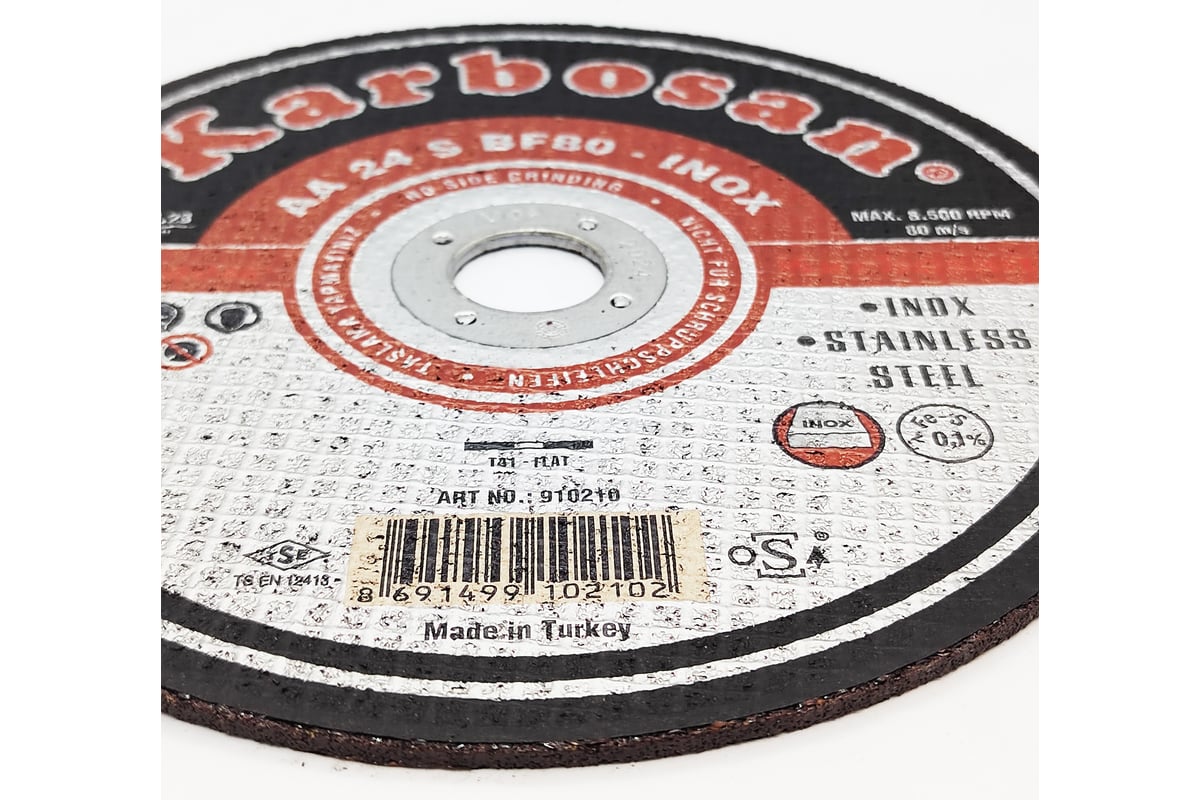 Karbosan®
AA 24 S BF80 - INOX
NO SIDE GRINDING
NICHT FÜR SCHRUPPSCHLEIFEN
TAŞLAMA YAPMAYINIZ
MAX. 8.500 RPM
80 m/s
•INOX
•STAINLESS
STEEL
INOX
Fe-S
0,1%
T41 - FLAT
ART NO.: 910210
TSE
TS EN 12413
8 691499 102102
oSa®
Made in Turkey